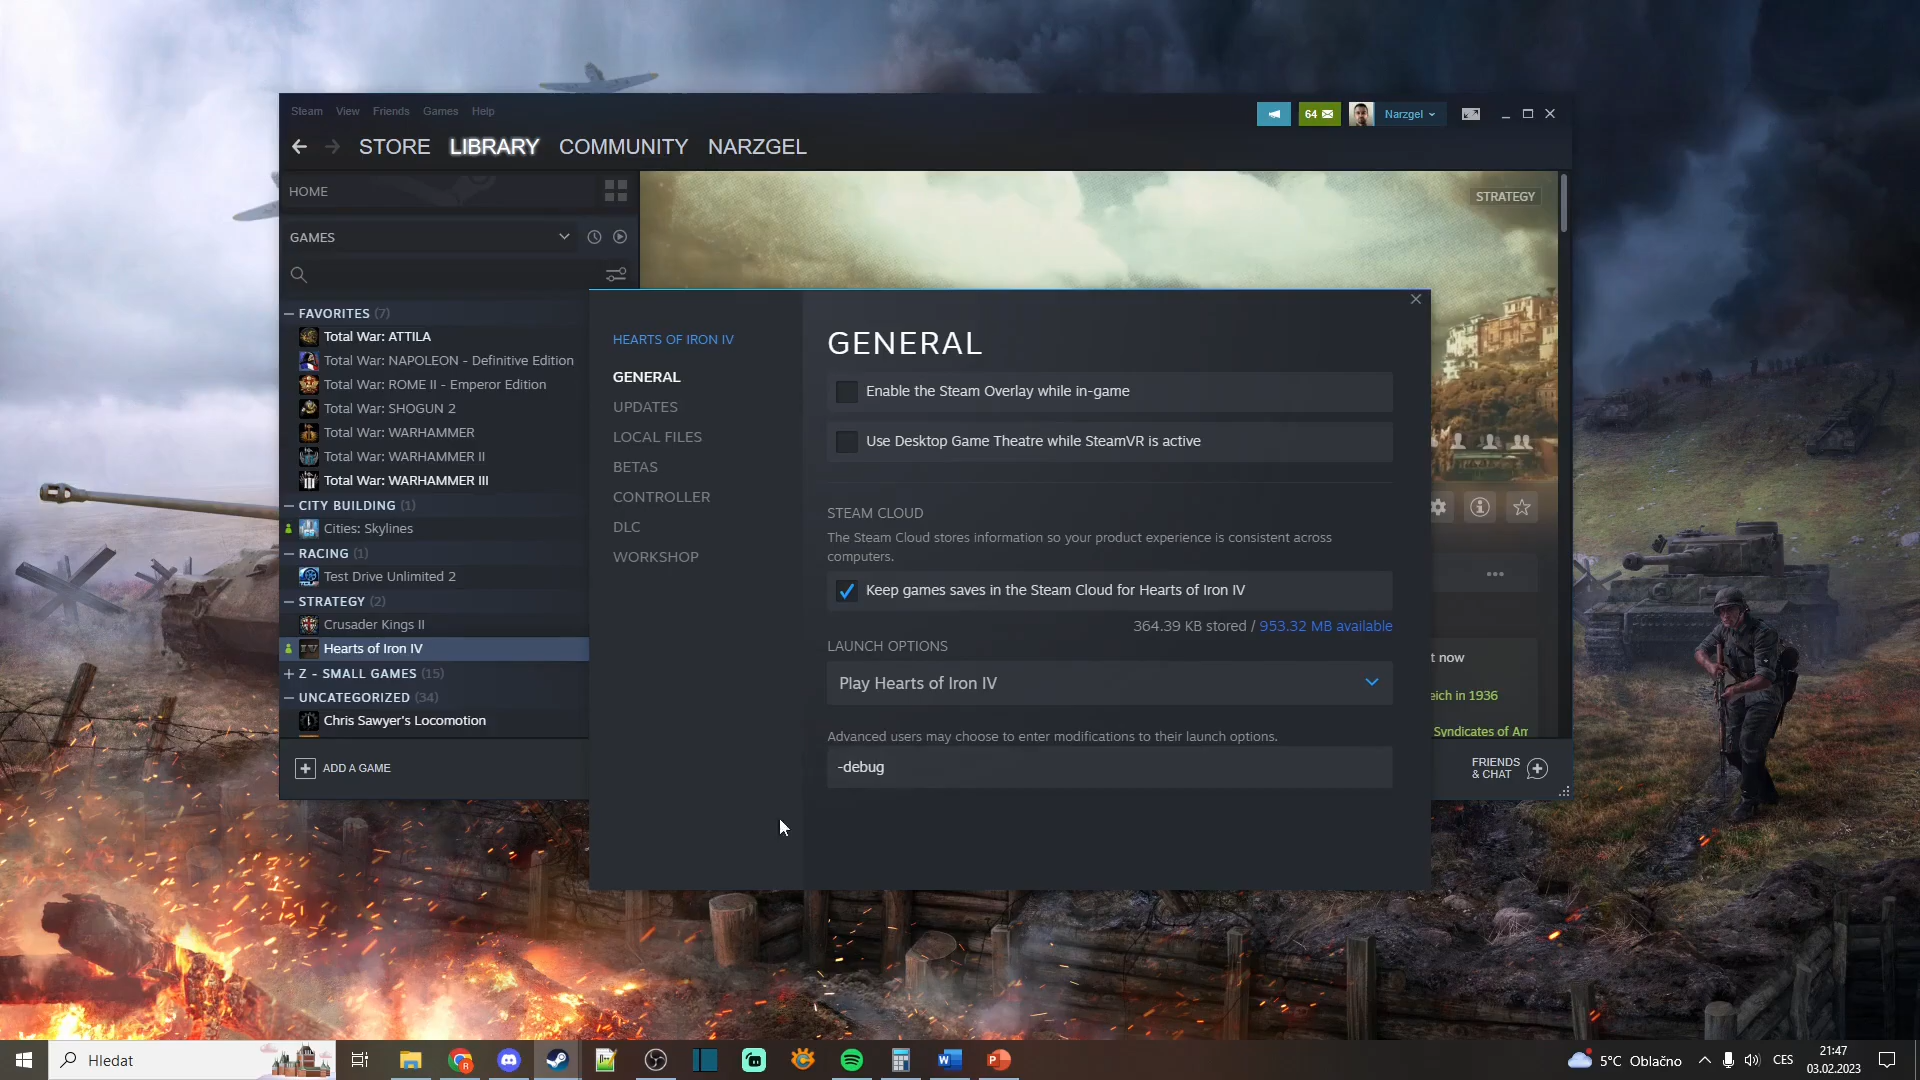 Steam View Friends Games Help
64
Narzgel
STORE LIBRARY COMMUNITY NARZGEL
HOME
STRATEGY
GAMES
FAVORITES (7)
Total War: ATTILA
Total War: NAPOLEON - Definitive Edition
Total War: ROME II - Emperor Edition
Total War: SHOGUN 2
Total War: WARHAMMER
Total War: WARHAMMER II
Total War: WARHAMMER III
CITY BUILDING (1)
Cities: Skylines
RACING (1)
Test Drive Unlimited 2
STRATEGY (2)
Crusader Kings II
Hearts of Iron IV
Z - SMALL GAMES (15)
UNCATEGORIZED (34)
Chris Sawyer's Locomotion
ADD A GAME
HEARTS OF IRON IV
GENERAL
UPDATES
LOCAL FILES
BETAS
CONTROLLER
DLC
WORKSHOP
GENERAL
Enable the Steam Overlay while in-game
Use Desktop Game Theatre while SteamVR is active
STEAM CLOUD
The Steam Cloud stores information so your product experience is consistent across
computers.
Keep games saves in the Steam Cloud for Hearts of Iron IV
364.39 KB stored / 953.32 MB available
LAUNCH OPTIONS
Play Hearts of Iron IV
Advanced users may choose to enter modifications to their launch options.
-debug
t now
eich in 1936
Syndicates of Am
FRIENDS
& CHAT
Hledat
5°C Oblačno
CES
21:47
03.02.2023